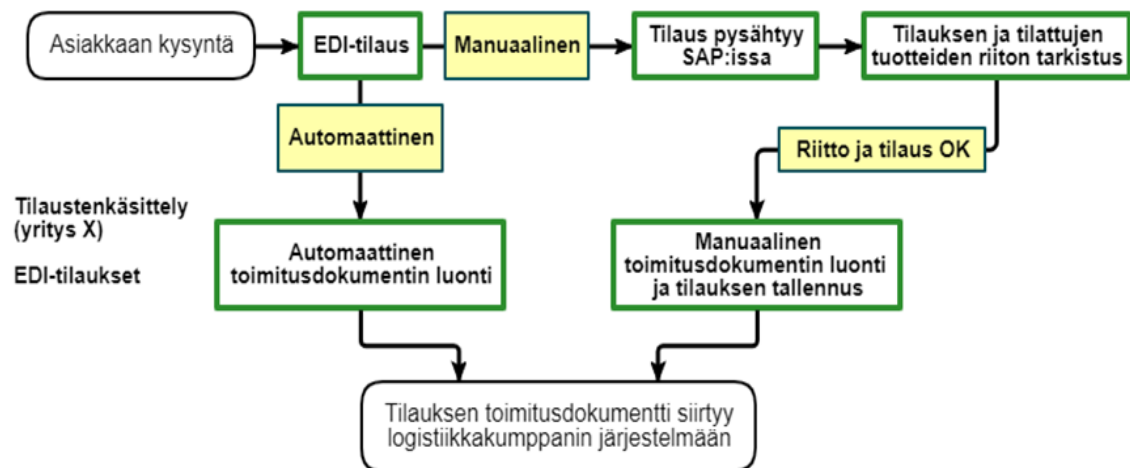 Asiakkaan kysyntä
EDI-tilaus
Manuaalinen
Tilaus pysähtyy
SAP:issa
Tilauksen ja tilattujen
tuotteiden riiton tarkistus
Automaattinen
Riitto ja tilaus OK
Tilaustenkäsittely
(yritys X)
EDI-tilaukset
Automaattinen
toimitusdokumentin luonti
Manuaalinen
toimitusdokumentin luonti
ja tilauksen tallennus
Tilauksen toimitusdokumentti siirtyy
logistiikkakumppanin järjestelmään